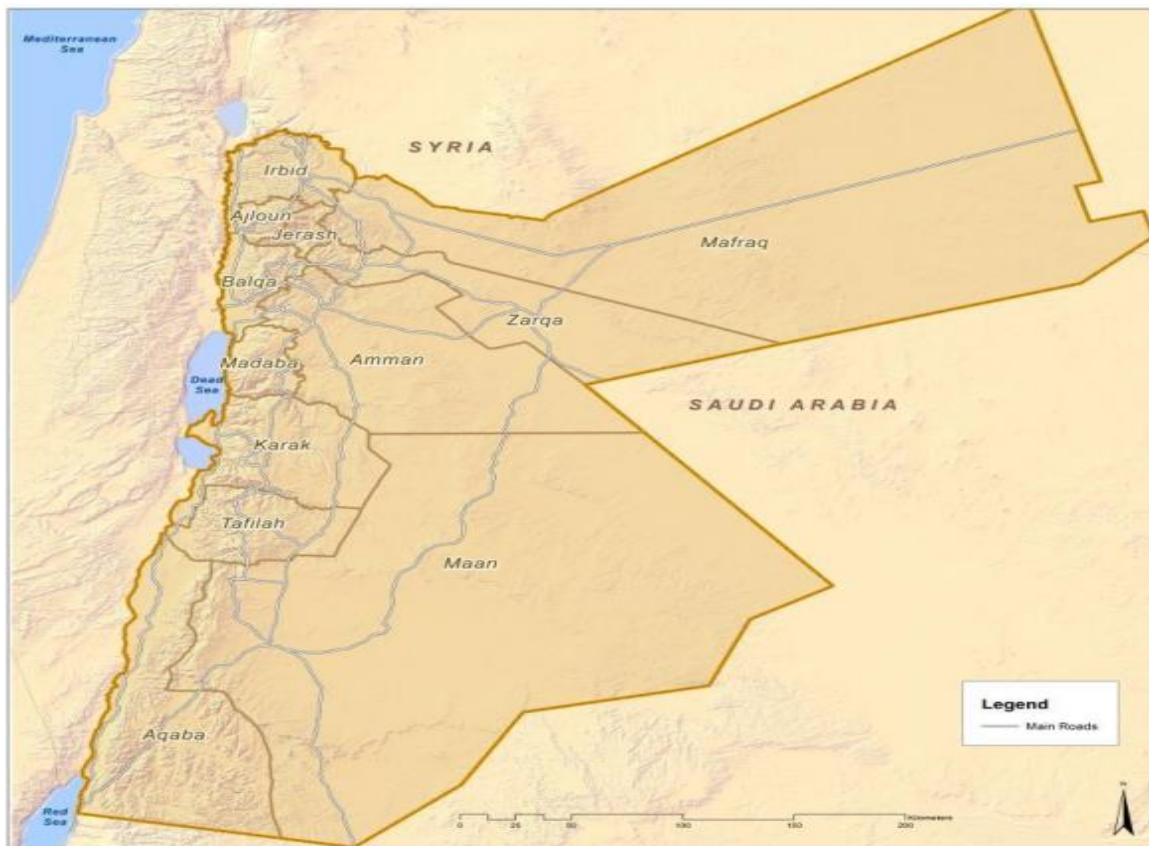 Mediterranean
Sea
SYRIA
Irbid
Ajloun
Jerash
Mafraq
Balqa
Zarqa
Madaba
Amman
Dead
Sea
SAUDI ARABIA
Karak
Tafilah
Maan
Legend
Main Roads
Aqaba
Red
Sea
N
0 25 50 100 150 200
Kilometers